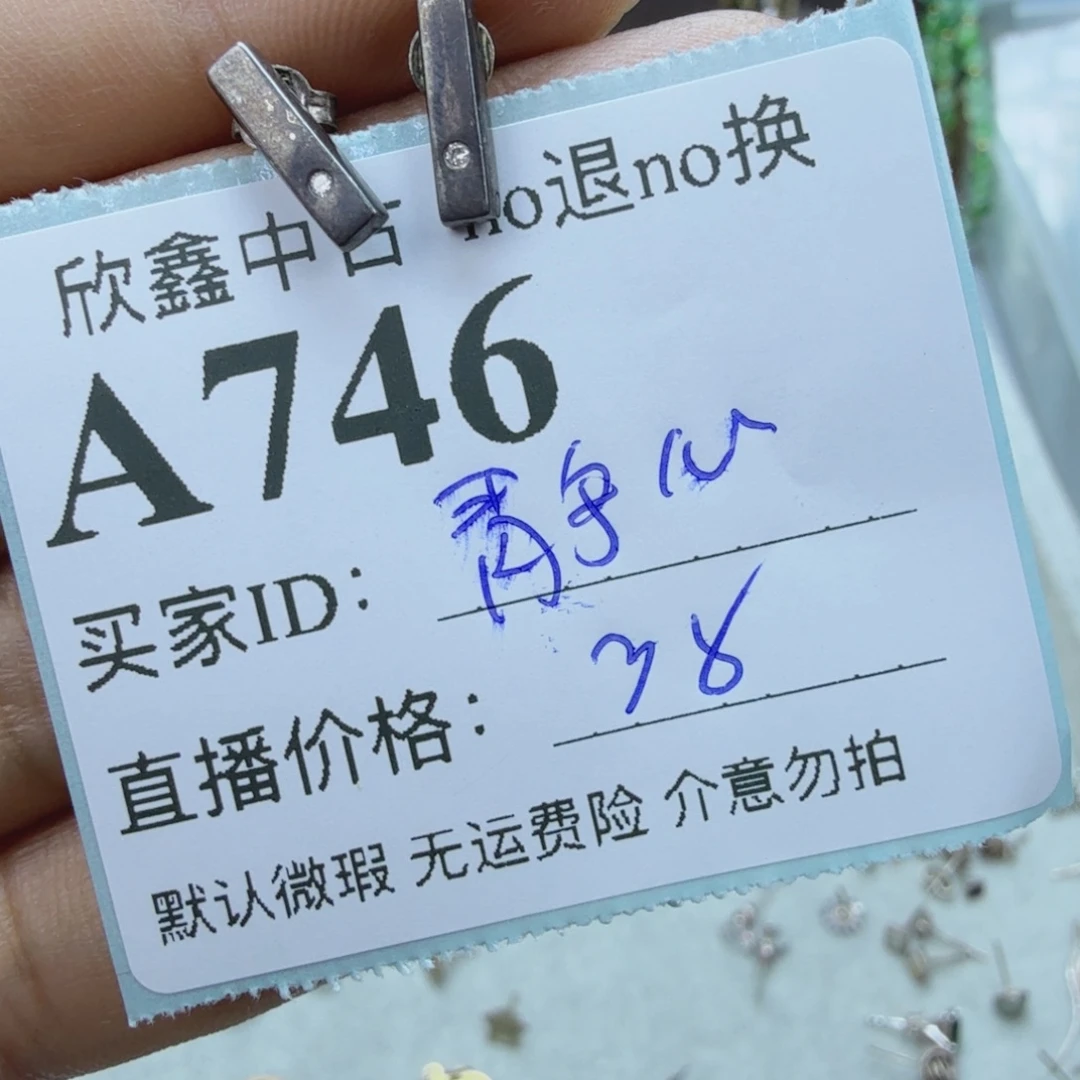 欣鑫中古 no退no换
A746
买家ID: 静心
直播价格: 38
默认微瑕 无运费险 介意勿拍